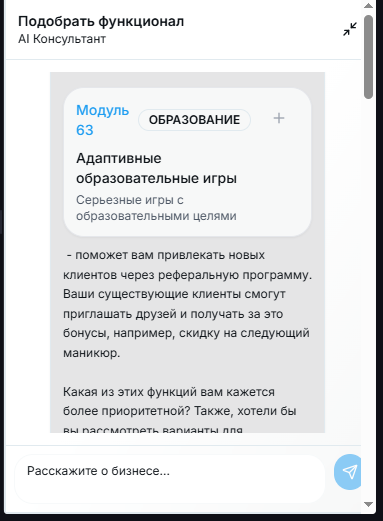 Подобрать функционал
AI Консультант
Модуль
63
ОБРАЗОВАНИЕ
Адаптивные
образовательные игры
Серьезные игры с
образовательными целями
- поможет вам привлекать новых
клиентов через реферальную программу.
Ваши существующие клиенты смогут
приглашать друзей и получать за это
бонусы, например, скидку на следующий
маникюр.
Какая из этих функций вам кажется
более приоритетной? Также, хотели бы
вы рассмотреть варианты для
Расскажите о бизнесе...